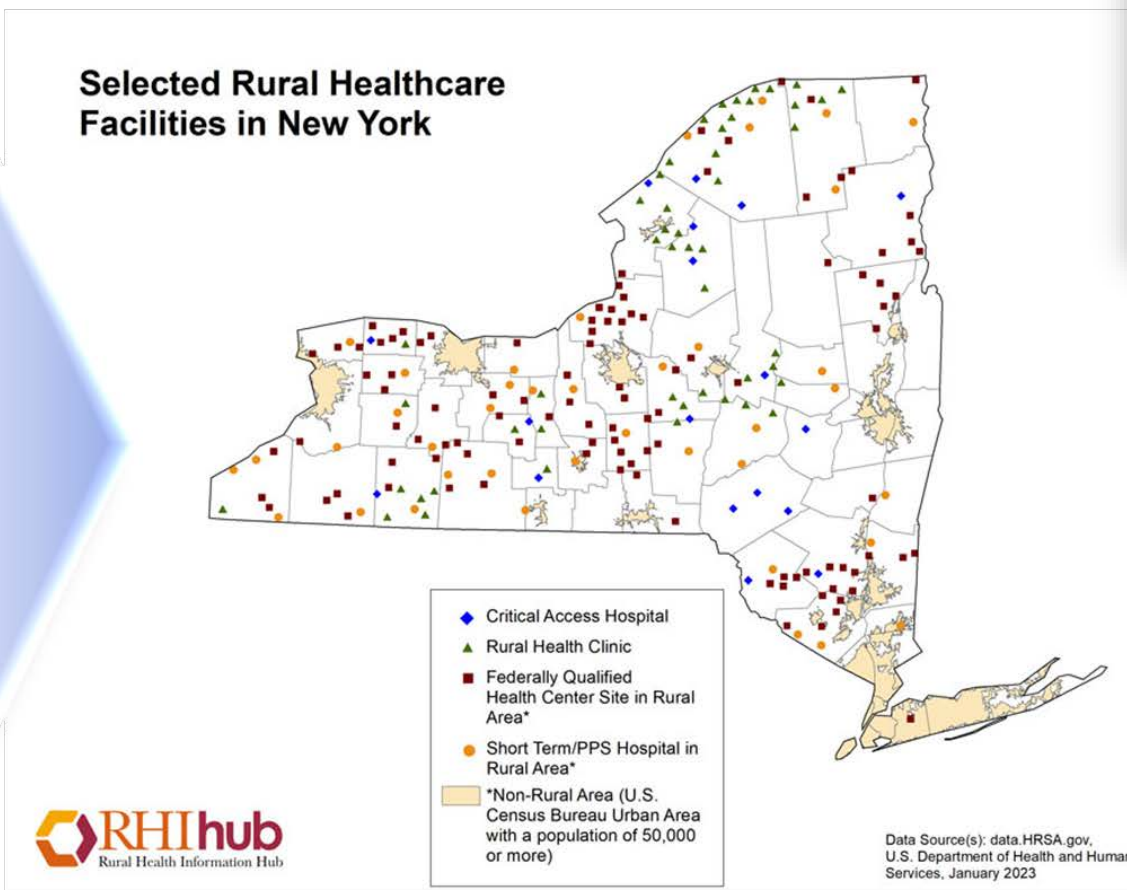 Selected Rural Healthcare
Facilities in New York
Critical Access Hospital
Rural Health Clinic
Federally Qualified
Health Center Site in Rural
Area*
Short Term/PPS Hospital in
Rural Area*
*Non-Rural Area (U.S.
Census Bureau Urban Area
with a population of 50,000
or more)
RHIhub
Rural Health Information Hub
Data Source(s): data.HRSA.gov,
U.S. Department of Health and Human
Services, January 2023